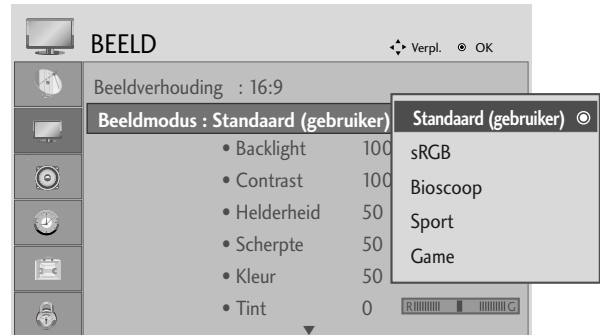 BEELD
Verpl. OK
Beeldverhouding : 16:9
Beeldmodus : Standaard (gebruiker)
• Backlight 100
• Contrast 100
• Helderheid 50
• Scherpte 50
• Kleur 50
• Tint 0 R G
Standaard (gebruiker)
sRGB
Bioscoop
Sport
Game